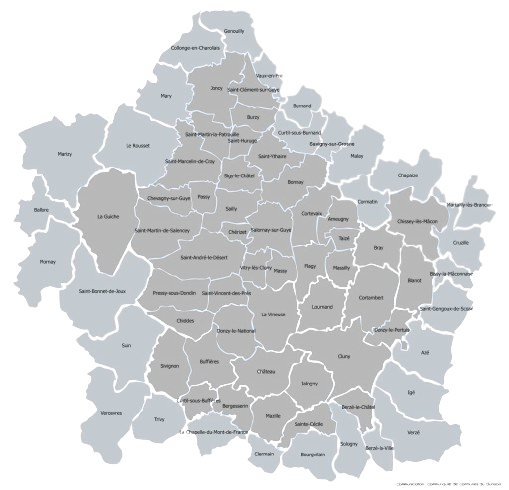 Genouilly
Collonge-en-Charolais
Vaux-en-Pré
Joncy
Saint-Clément-sur-Guye
Mary
Burnand
Burzy
Saint-Martin-la-Patrouille
Curtil-sous-Burnand
Saint-Huruge
Savigny-sur-Grosne
Le Rousset
Martry
Saint-Ythaire
Malay
Saint-Marcelin-de-Cray
Sigy-le-Châtel
Chapaize
Bonnay
Chevagny-sur-Guye
Passy
Cormatin
Sailly
Ballore
La Guiche
Cortevaix
Ameugny
Chissey-lès-Mâcon
Martailly-lès-Brancion
Saint-Martin-de-Salencey
Chérizet
Salornay-sur-Guye
Taizé
Cruzille
Bray
Saint-André-le-Désert
Mornay
Vitry-lès-Cluny
Massy
Flagy
Massilly
Bissy-la-Mâconnaise
Blanot
Saint-Bonnet-de-Joux
Pressy-sous-Dondin
Saint-Vincent-des-Prés
Cortambert
Lournand
Saint-Gengoux-de-Scissé
La Vineuse
Chiddes
Donzy-le-National
Donzy-le-Pertuis
Suin
Azé
Cluny
Buffières
Sivignon
Château
Jalogny
Igé
Curtil-sous-Buffières
Bergesserin
Berzé-le-Châtel
Verosvres
Mazille
Trivy
Sainte-Cécile
La Chapelle-du-Mont-de-France
Verzé
Sologny
Berzé-la-Ville
Clermain
Bourgvilain